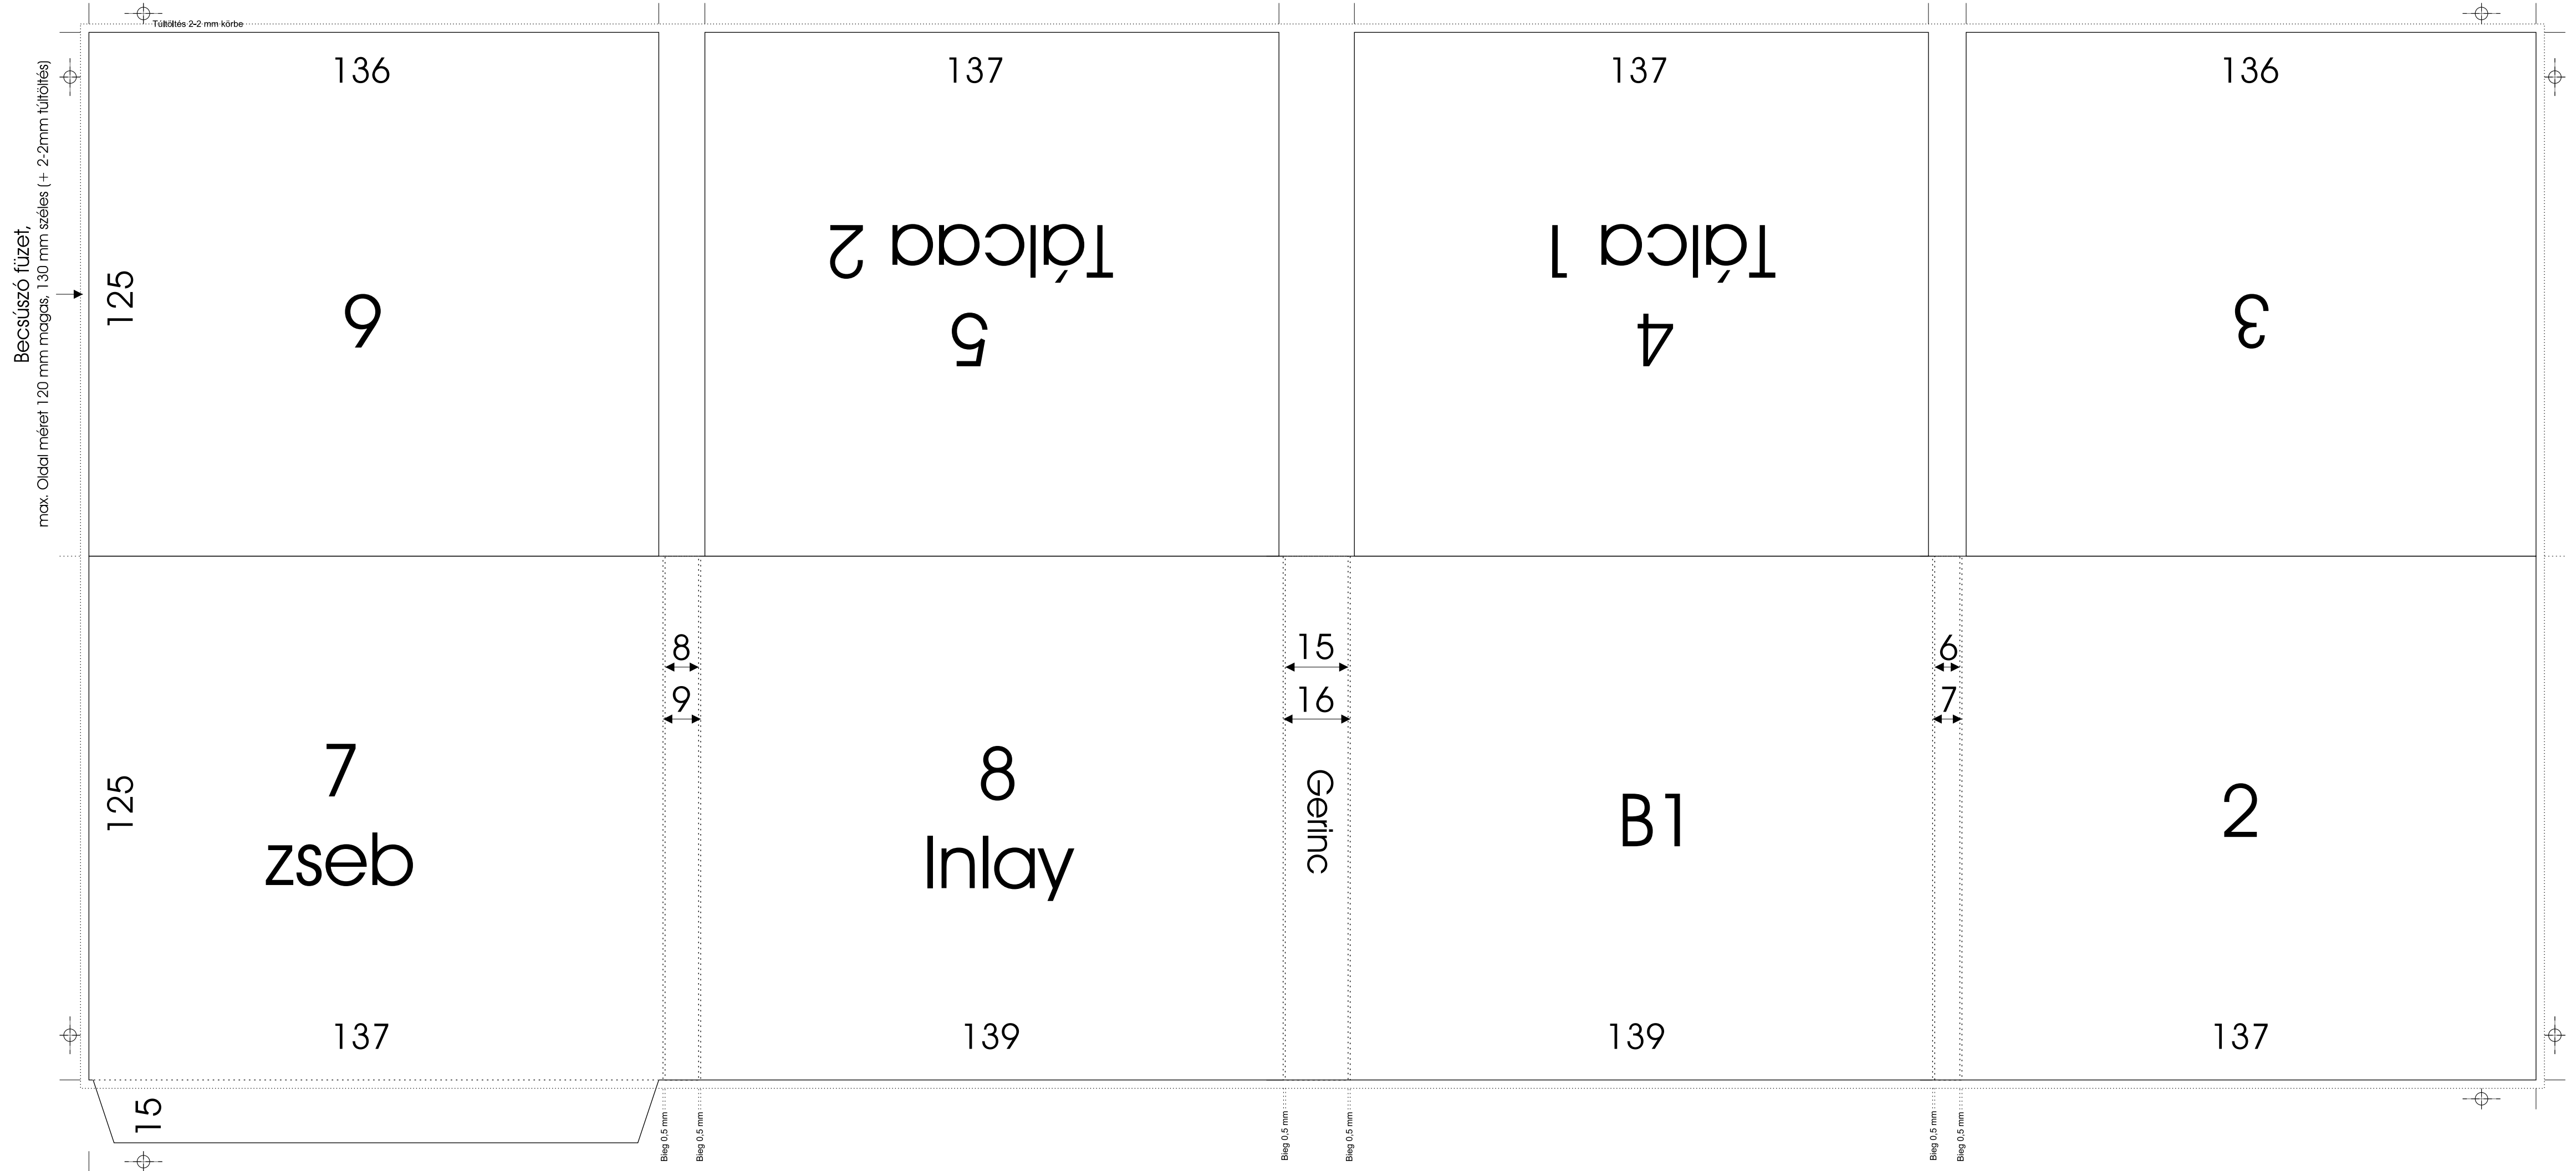 Túltöltés 2-2 mm körbe
Becsúszó füzet,
max. Oldal méret 120 mm magas, 130 mm széles (+ 2-2mm túltöltés)
136
137
137
136
125
6
Tálcaa 2
5
Tálca 1
4
3
8
15
6
9
16
7
125
7
zseb
8
Inlay
Gerinc
B1
2
137
139
139
137
15
Bieg 0,5 mm
Bieg 0,5 mm
Bieg 0,5 mm
Bieg 0,5 mm
Bieg 0,5 mm
Bieg 0,5 mm